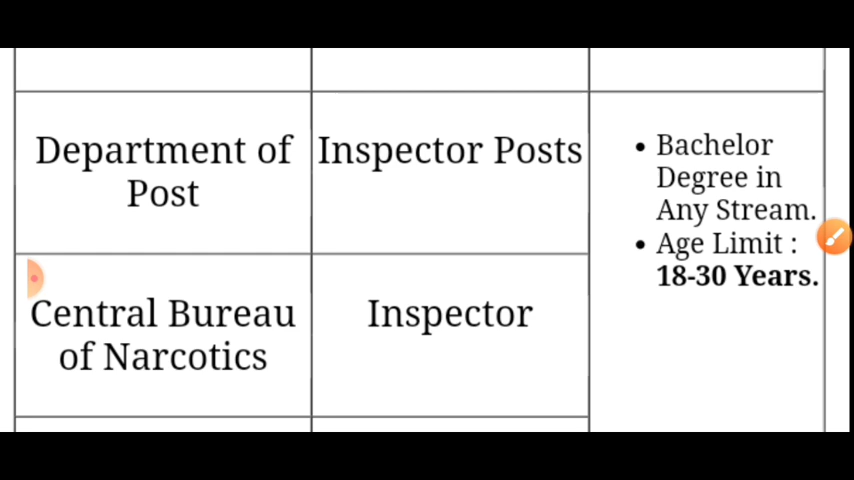 Department of
Post
Inspector Posts
• Bachelor
Degree in
Any Stream.
• Age Limit :
18-30 Years.
Central Bureau
of Narcotics
Inspector